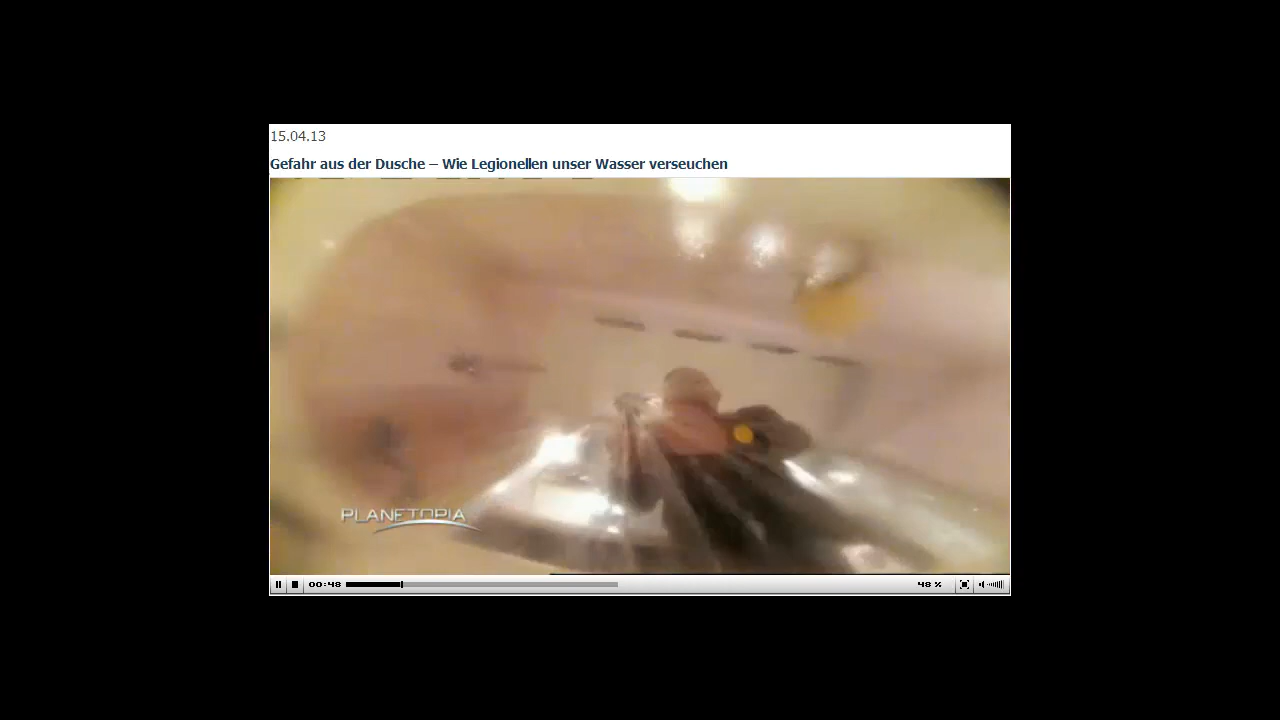 15.04.13
Gefahr aus der Dusche – Wie Legionellen unser Wasser verseuchen
PLANETOPIA
00:48
48 %